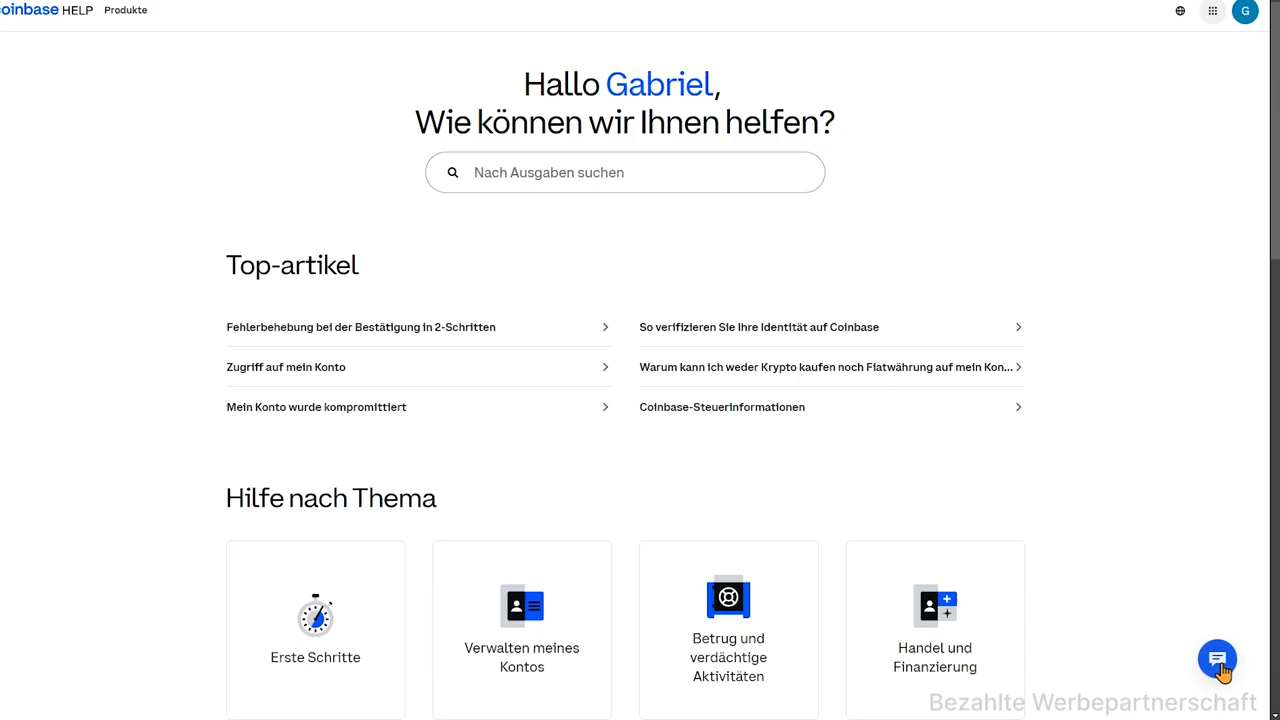 coinbase HELP Produkte G
Hallo Gabriel,
Wie können wir Ihnen helfen?
Nach Ausgaben suchen
Top-artikel
Fehlerbehebung bei der Bestätigung in 2-Schritten
So verifizieren Sie Ihre Identität auf Coinbase
Zugriff auf mein Konto
Warum kann ich weder Krypto kaufen noch Fiatwährung auf mein Kon...
Mein Konto wurde kompromittiert
Coinbase-Steuerinformationen
Hilfe nach Thema
Erste Schritte
Verwalten meines
Kontos
Betrug und
verdächtige
Aktivitäten
Handel und
Finanzierung
Bezahlte Werbepartnerschaft